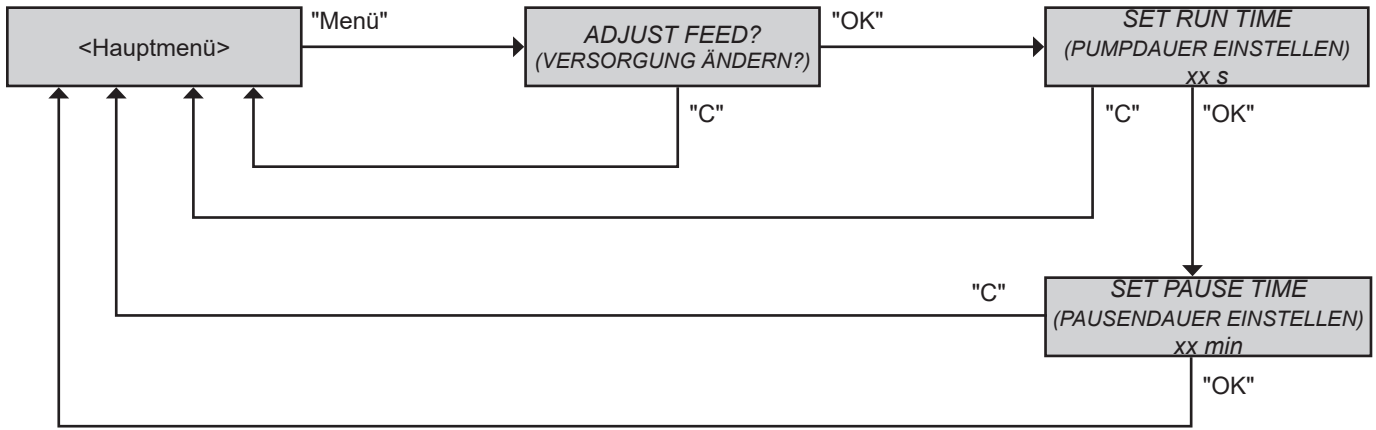 <Hauptmenü>
"Menü"
ADJUST FEED?
(VERSORGUNG ÄNDERN?)
"OK"
SET RUN TIME
(PUMPDAUER EINSTELLEN)
xx s
"C"
"C"
"OK"
"C"
SET PAUSE TIME
(PAUSENDAUER EINSTELLEN)
xx min
"OK"